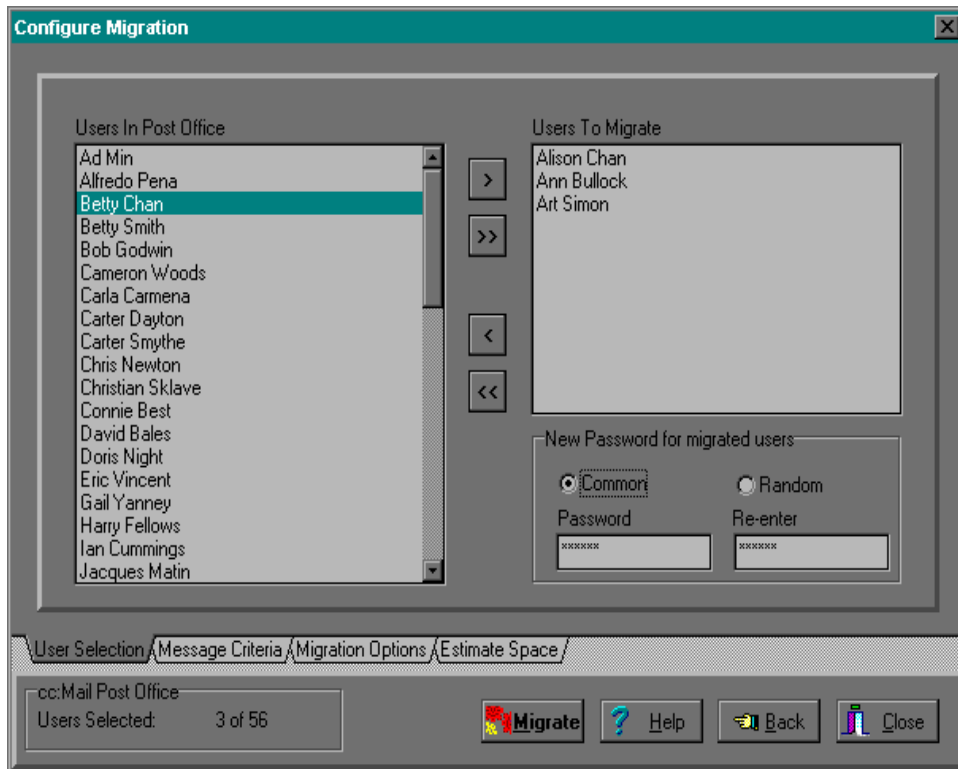 Configure Migration
Users In Post Office
Ad Min
Alfredo Pena
Betty Chan
Betty Smith
Bob Godwin
Cameron Woods
Carla Carmena
Carter Dayton
Carter Smythe
Chris Newton
Christian Sklave
Connie Best
David Bales
Doris Night
Eric Vincent
Gail Yanney
Harry Fellows
Ian Cummings
Jacques Matin
>
>>
<
<<
Users To Migrate
Alison Chan
Ann Bullock
Art Simon
New Password for migrated users
Common Random
Password Re-enter
xxxxxx xxxxxx
User Selection Message Criteria Migration Options Estimate Space
cc:Mail Post Office
Users Selected: 3 of 56
Migrate ? Help Back Close